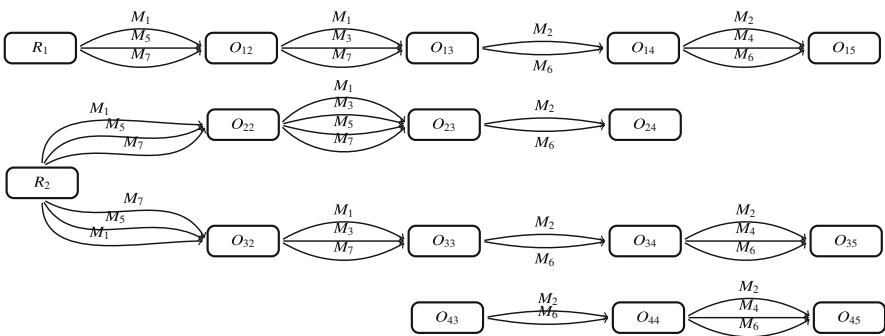 M₁ M₁ M₂ M₂
R₁ M₅ O₁₂ M₃ O₁₃ O₁₄ M₄ O₁₅
M₇ M₇ M₆ M₆
M₁ M₁ M₂
M₅ O₂₂ M₃ O₂₃ O₂₄
M₇ M₅ M₆
M₇
R₂
M₇ M₁ M₂ M₂
M₅ M₃ M₄
M₁ O₃₂ M₇ O₃₃ M₆ O₃₄ M₆ O₃₅
M₂ M₂
O₄₃ M₆ O₄₄ M₄ O₄₅
M₆